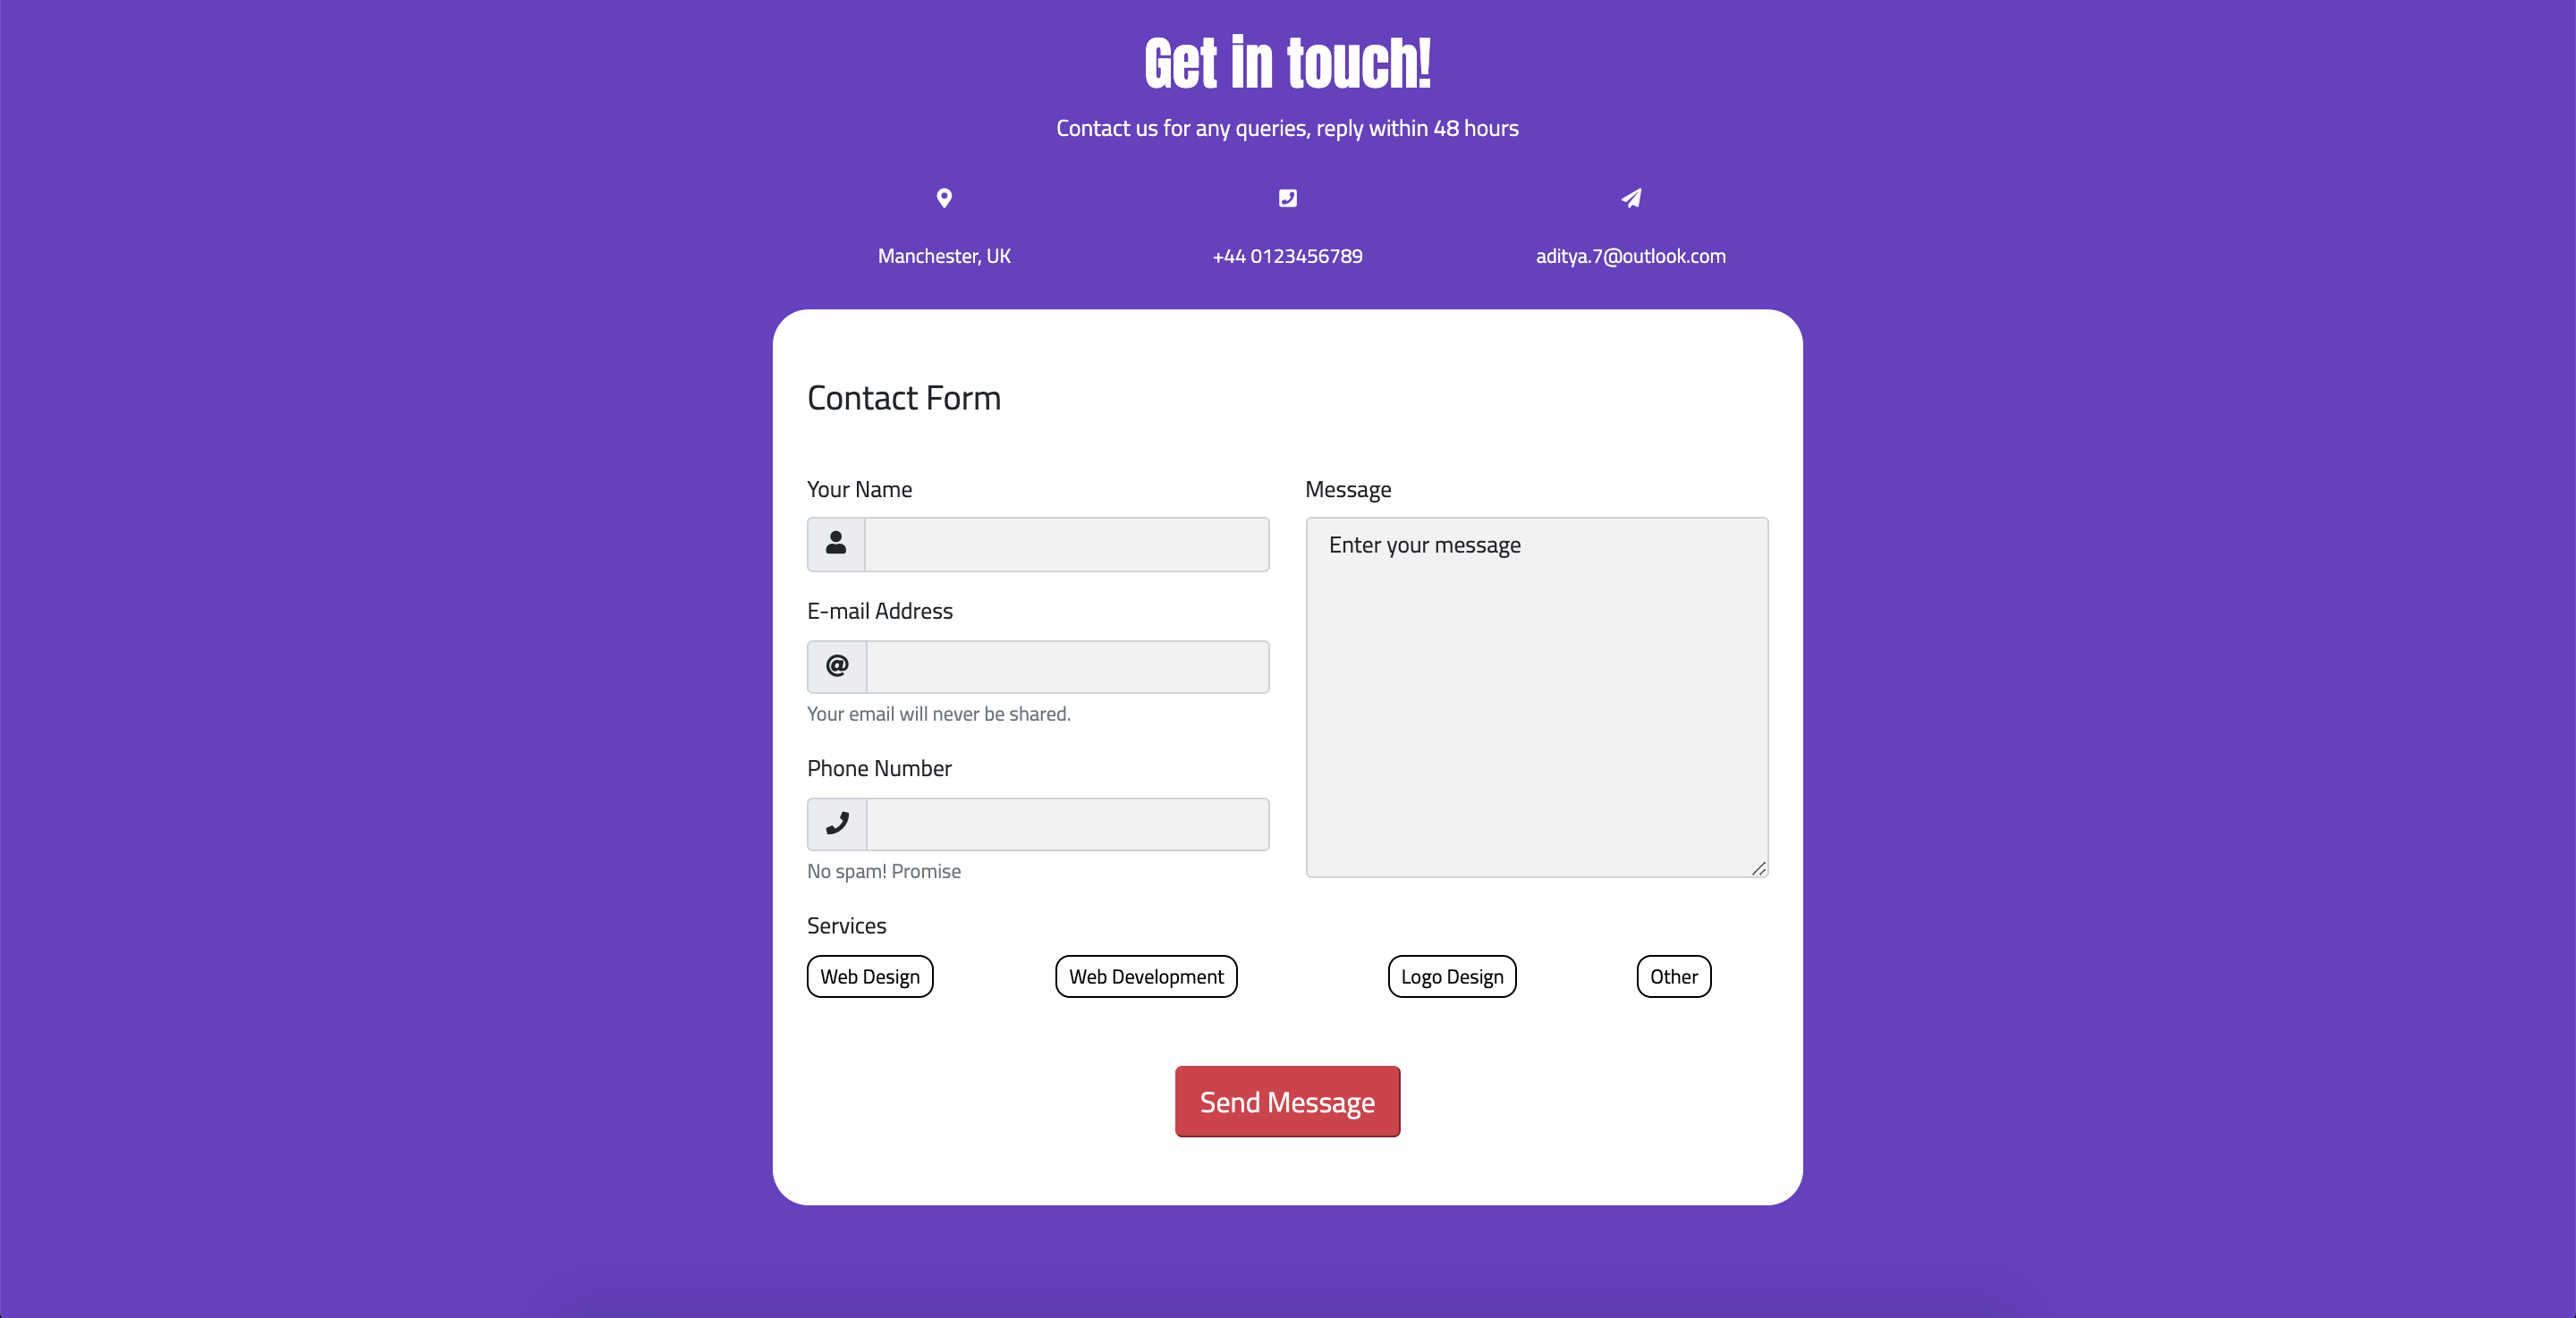 Get in touch!
Contact us for any queries, reply within 48 hours
Manchester, UK
+44 0123456789
aditya.7@outlook.com
Contact Form
Your Name
E-mail Address
@
Your email will never be shared.
Phone Number
No spam! Promise
Message
Enter your message
Services
Web Design
Web Development
Logo Design
Other
Send Message